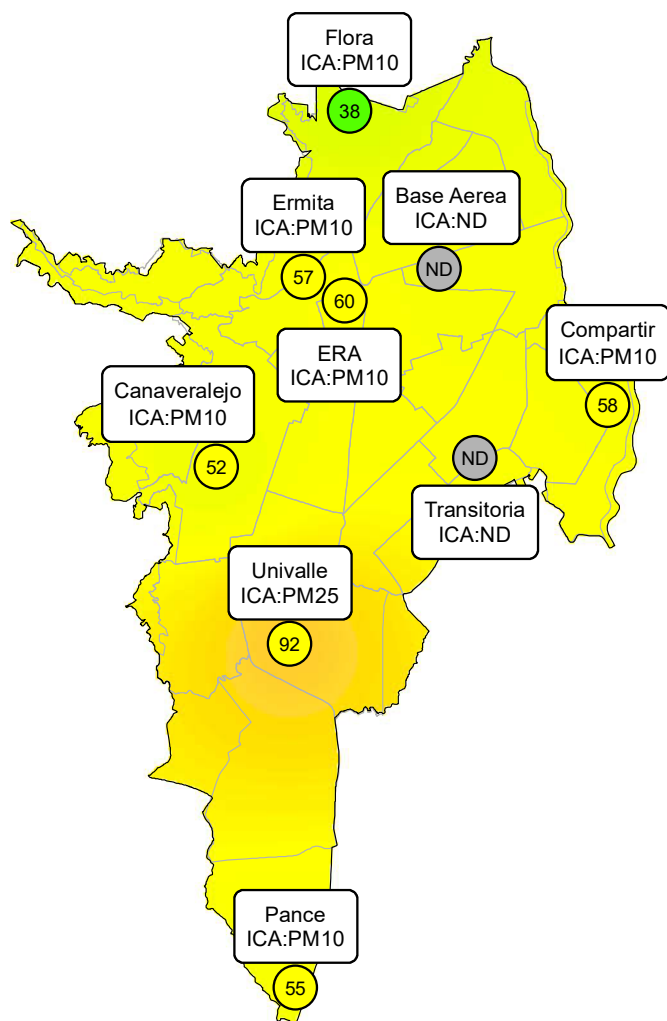 Flora
ICA:PM10
38
Ermita
ICA:PM10
57
Base Aerea
ICA:ND
ND
60
ERA
ICA:PM10
Compartir
ICA:PM10
58
Canaveralejo
ICA:PM10
52
ND
Transitoria
ICA:ND
Univalle
ICA:PM25
92
Pance
ICA:PM10
55